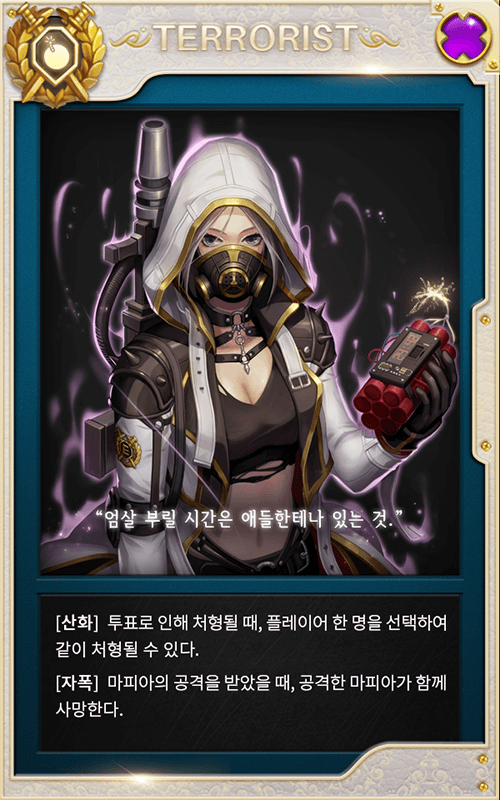 TERRORIST
“엄살 부릴 시간은 애들한테나 있는 것.”
[산화] 투표로 인해 처형될 때, 플레이어 한 명을 선택하여
같이 처형될 수 있다.
[자폭] 마피아의 공격을 받았을 때, 공격한 마피아가 함께
사망한다.